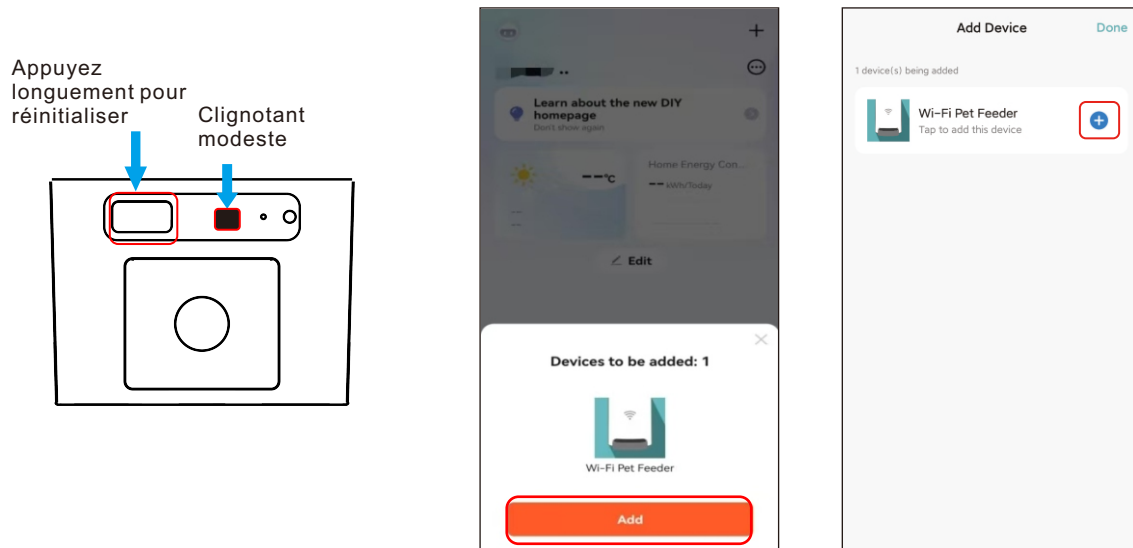 Appuyez
longuement pour
réinitialiser
Clignotant
modeste
Learn about the new DIY
homepage
Don't show again
--°C
Home Energy Con...
-- kWh/Today
--
--
Edit
Devices to be added: 1
Wi-Fi Pet Feeder
Add
Add Device
Done
1 device(s) being added
Wi-Fi Pet Feeder
Tap to add this device